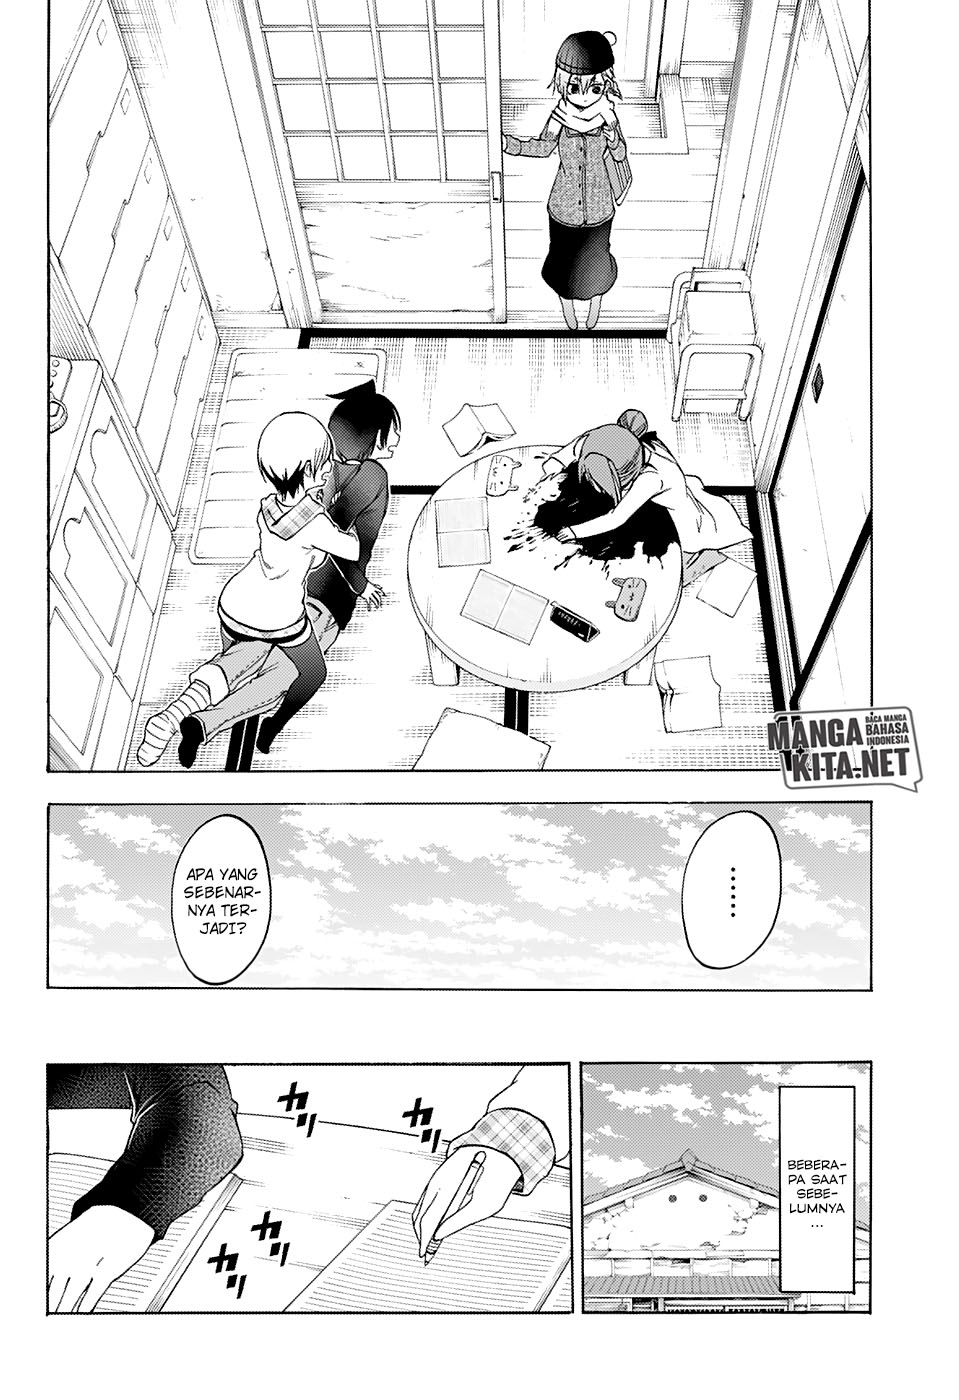 MANGA
KITA.NET
BACA MANGA
BAHASA
INDONESIA
......
APA YANG
SEBENAR-
NYA TER-
JADI?
BEBERA-
PA SAAT
SEBE-
LUMNYA
...
カリ
カリ
カリ
カリ